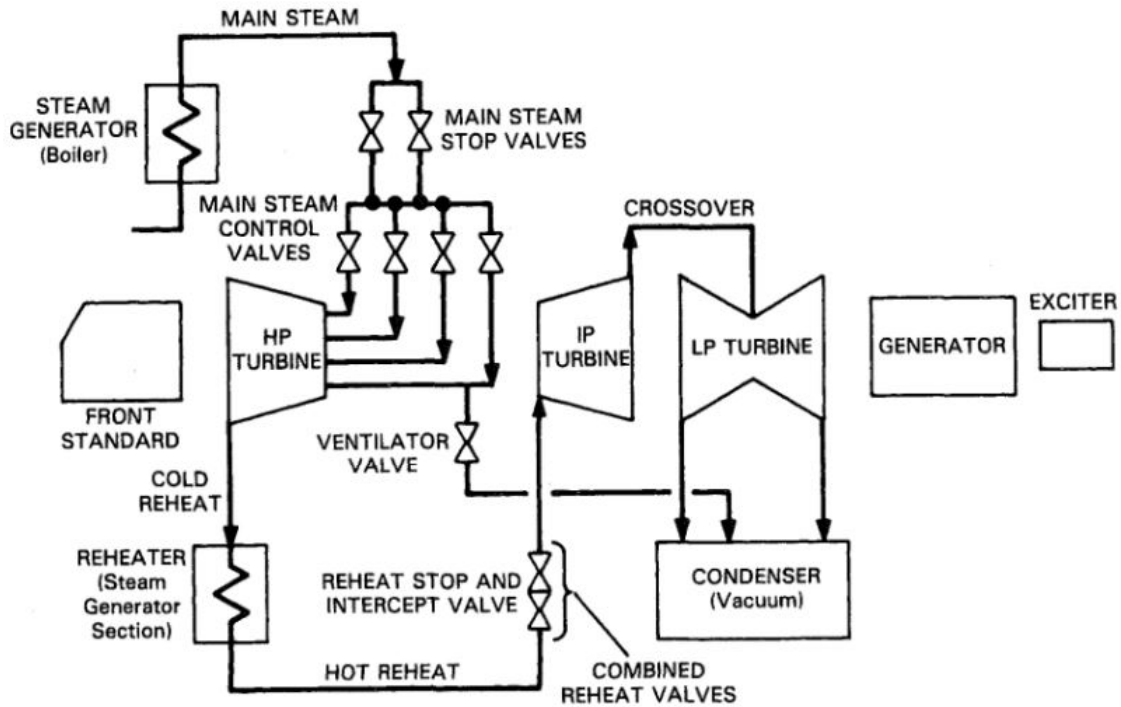 MAIN STEAM
STEAM
GENERATOR
(Boiler)
MAIN STEAM
STOP VALVES
MAIN STEAM
CONTROL
VALVES
CROSSOVER
HP
TURBINE
IP
TURBINE
LP TURBINE
GENERATOR
EXCITER
FRONT
STANDARD
VENTILATOR
VALVE
COLD
REHEAT
REHEATER
(Steam
Generator
Section)
REHEAT STOP AND
INTERCEPT VALVE
CONDENSER
(Vacuum)
HOT REHEAT
COMBINED
REHEAT VALVES